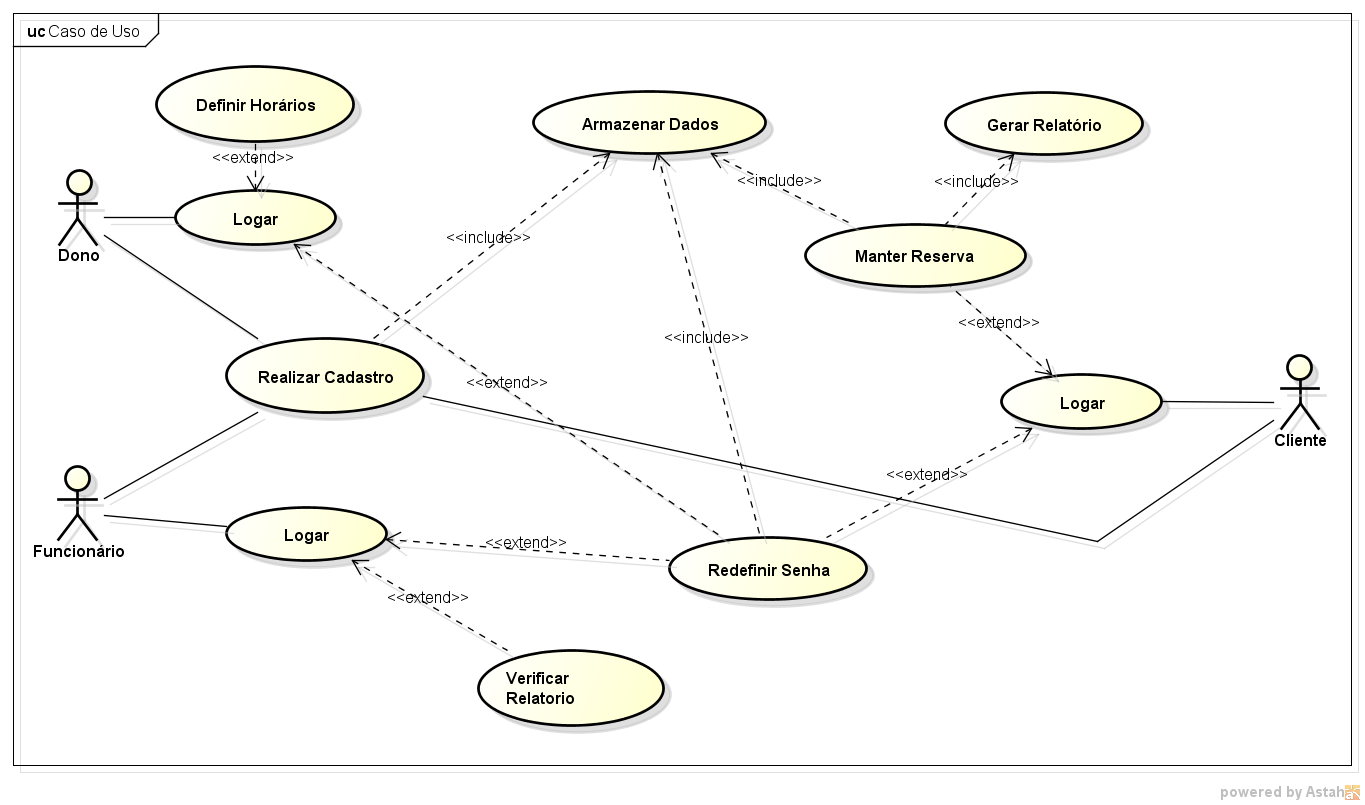 uc Caso de Uso
Definir Horários
Armazenar Dados
Gerar Relatório
<<extend>>
<<include>>
<<include>>
Logar
Dono
<<include>>
Manter Reserva
<<extend>>
<<include>>
Realizar Cadastro
<<extend>>
Logar
Cliente
<<extend>>
Logar
<<extend>>
Funcionário
Redefinir Senha
<<extend>>
Verificar
Relatorio
powered by Astah